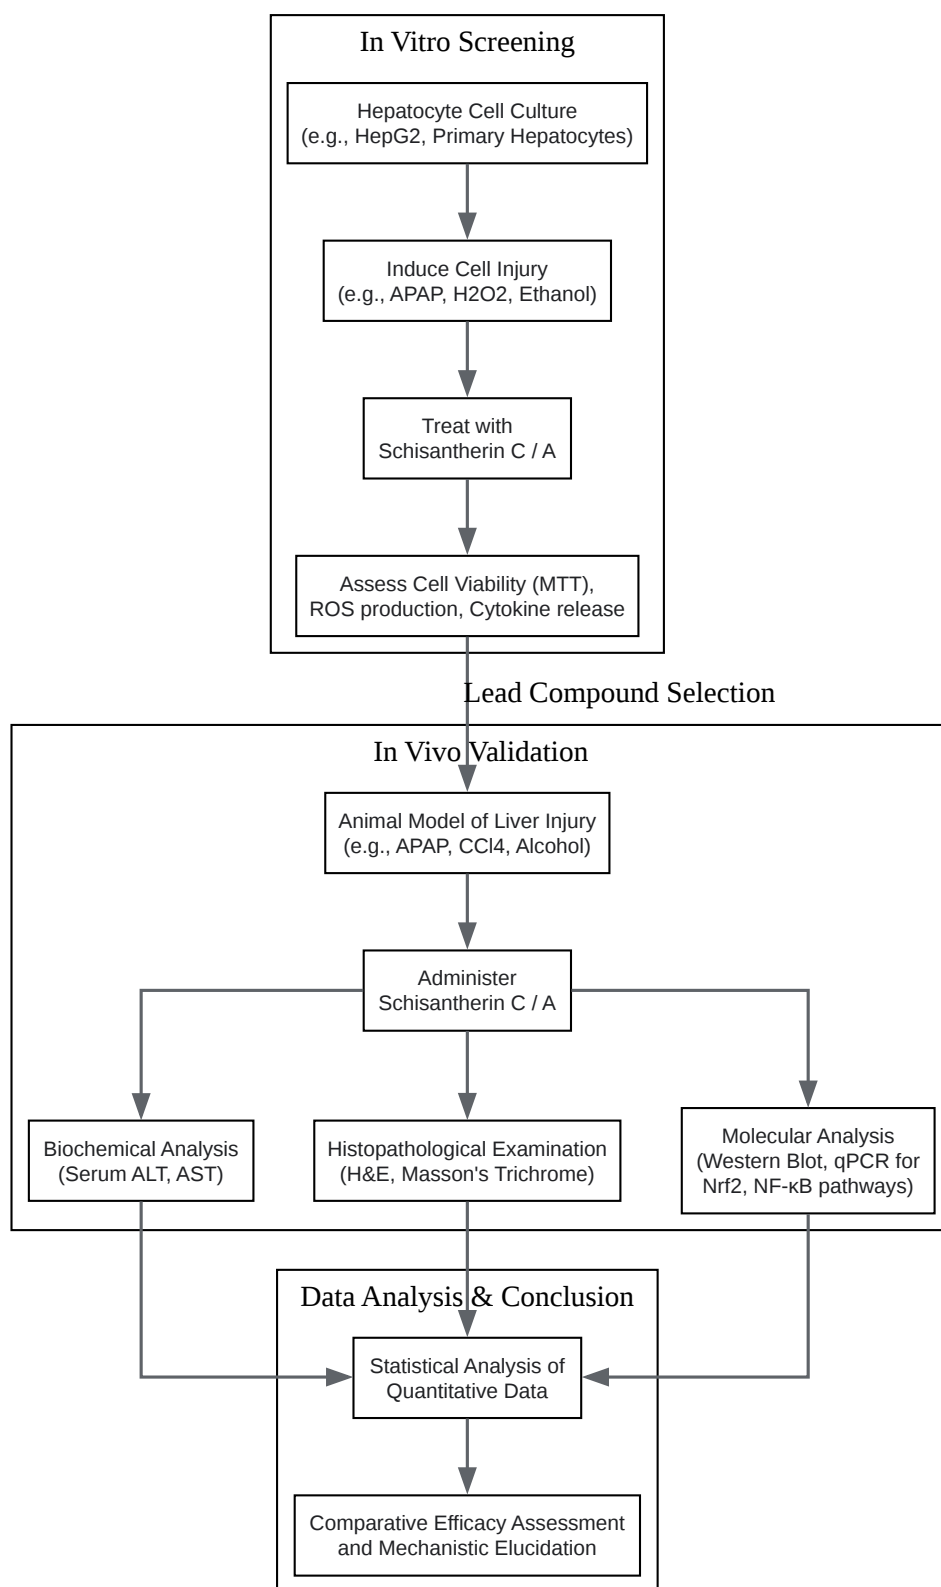 In Vitro Screening
Hepatocyte Cell Culture
(e.g., HepG2, Primary Hepatocytes)
Induce Cell Injury
(e.g., APAP, H2O2, Ethanol)
Treat with
Schisantherin C / A
Assess Cell Viability (MTT),
ROS production, Cytokine release
Lead Compound Selection
In Vivo Validation
Animal Model of Liver Injury
(e.g., APAP, CCl4, Alcohol)
Administer
Schisantherin C / A
Biochemical Analysis
(Serum ALT, AST)
Histopathological Examination
(H&E, Masson's Trichrome)
Molecular Analysis
(Western Blot, qPCR for
Nrf2, NF-κB pathways)
Data Analysis & Conclusion
Statistical Analysis of
Quantitative Data
Comparative Efficacy Assessment
and Mechanistic Elucidation